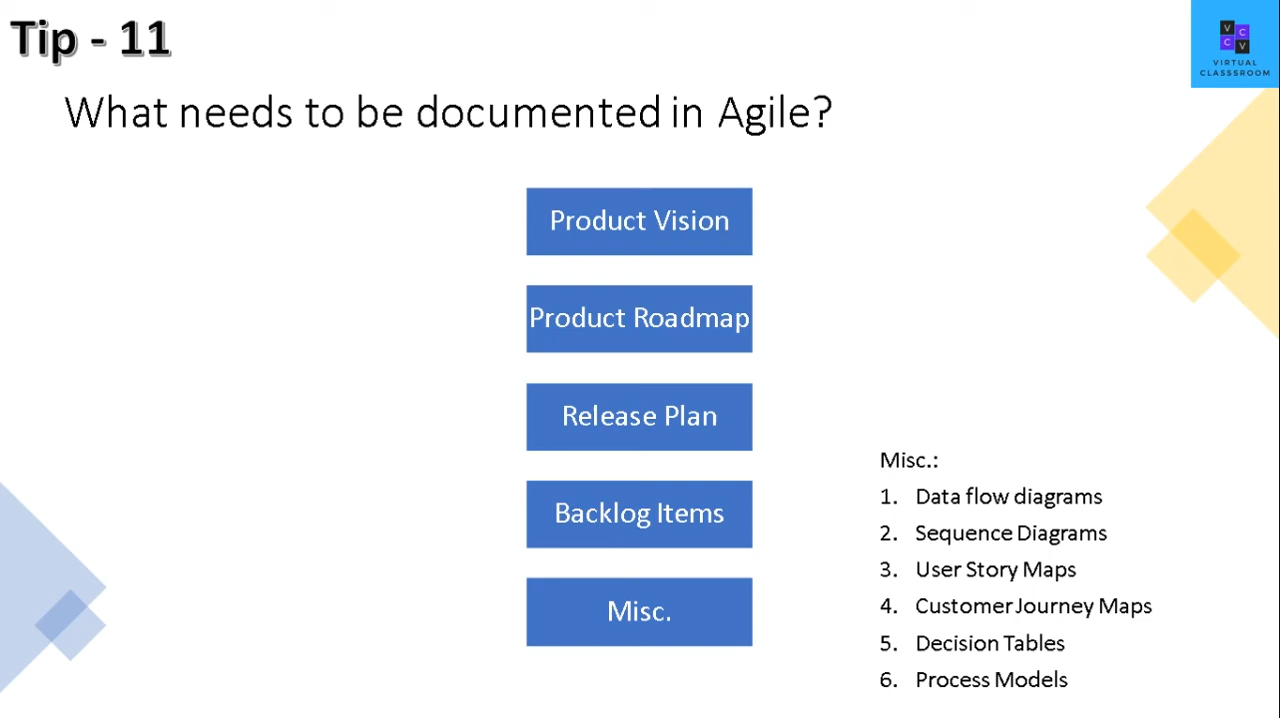 Tip - 11
V
C
C
V
VIRTUAL
CLASSSROOM
What needs to be documented in Agile?
Product Vision
Product Roadmap
Release Plan
Backlog Items
Misc.
Misc.:
1. Data flow diagrams
2. Sequence Diagrams
3. User Story Maps
4. Customer Journey Maps
5. Decision Tables
6. Process Models